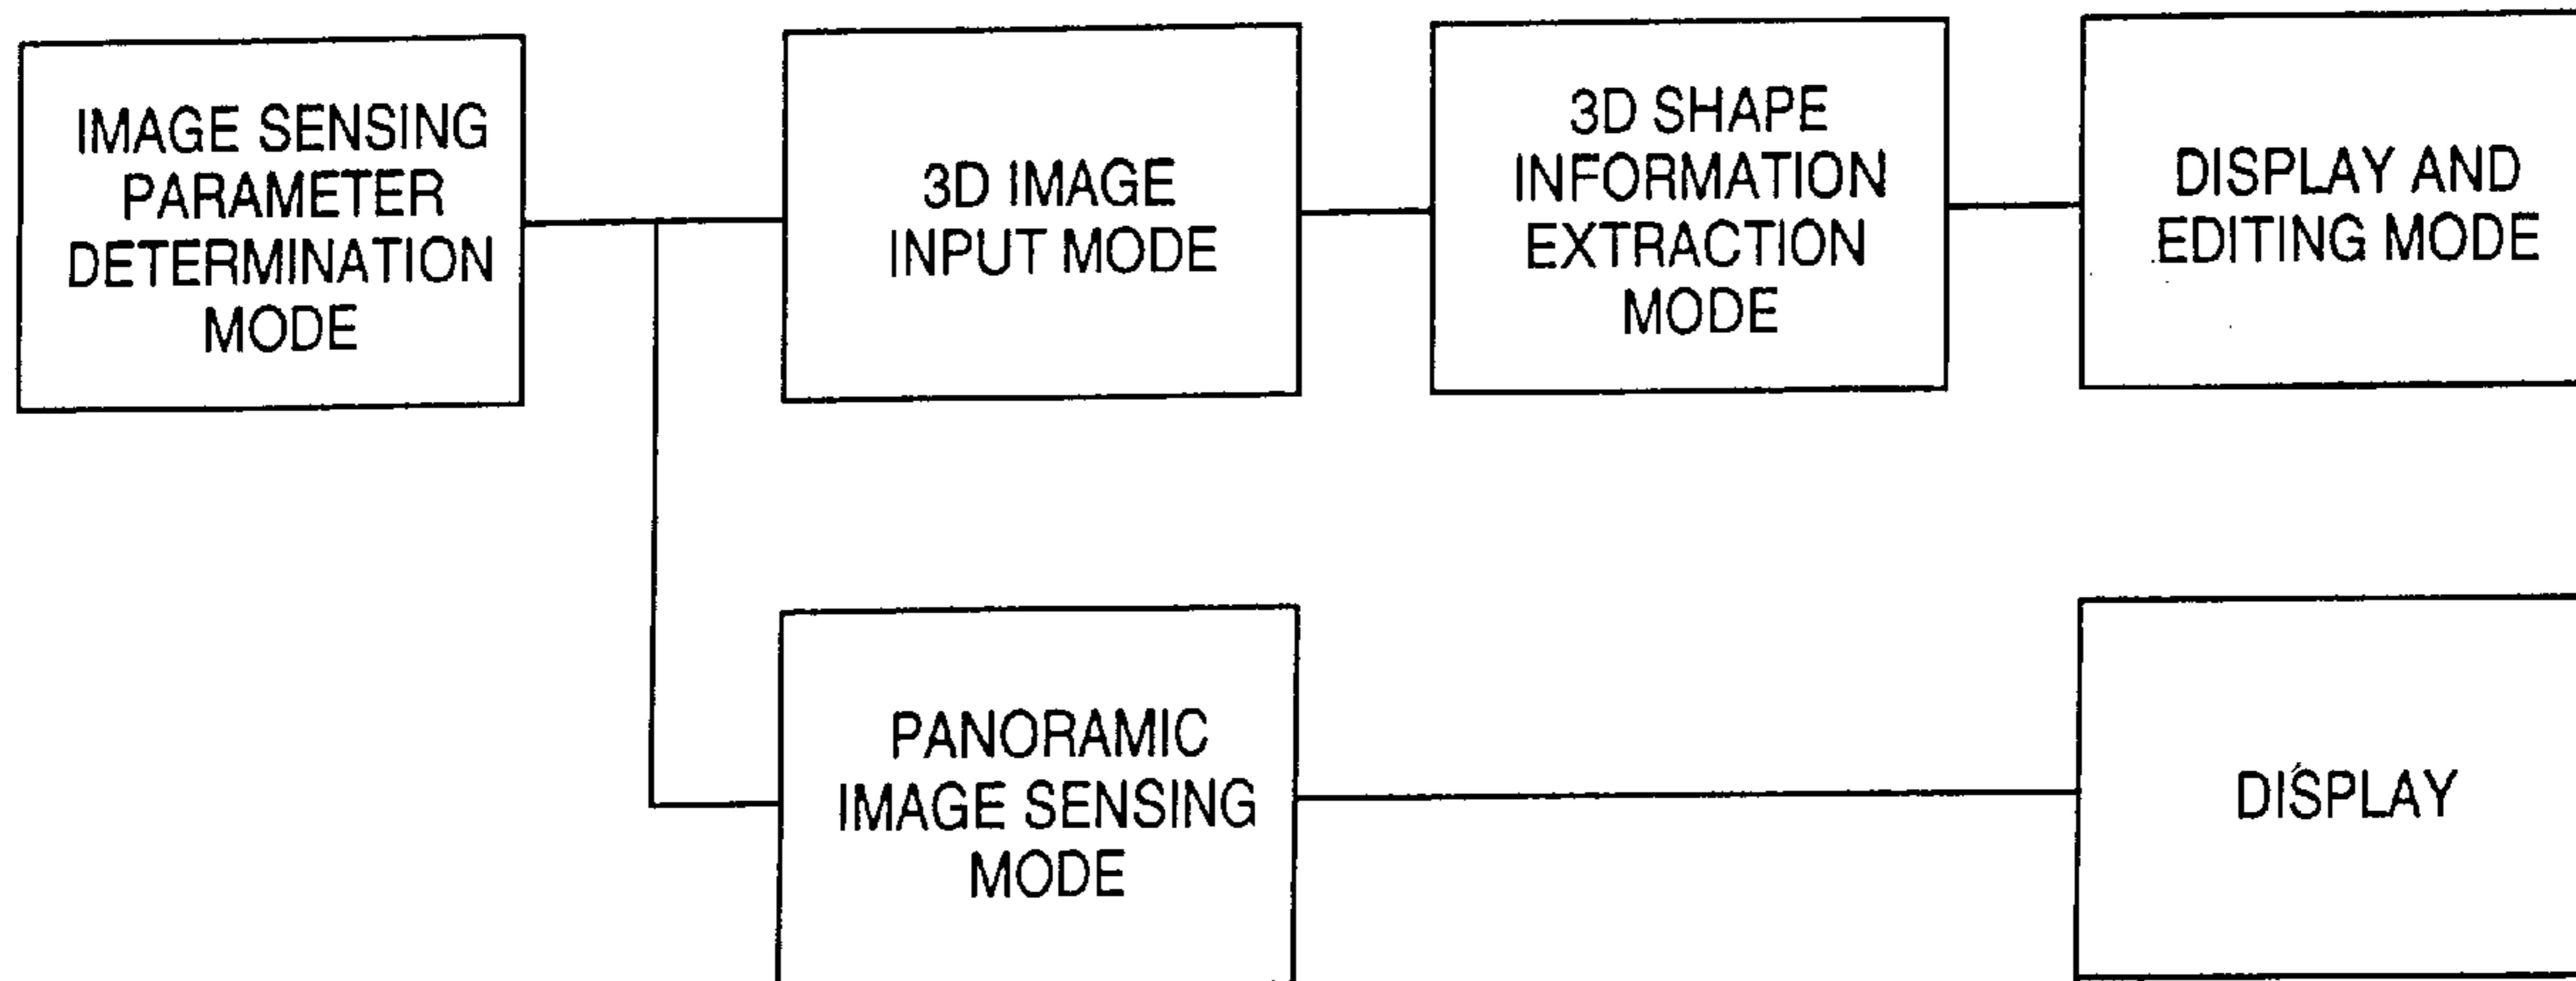 IMAGE SENSING
PARAMETER
DETERMINATION
MODE
3D IMAGE
INPUT MODE
3D SHAPE
INFORMATION
EXTRACTION
MODE
DISPLAY AND
EDITING MODE
PANORAMIC
IMAGE SENSING
MODE
DISPLAY